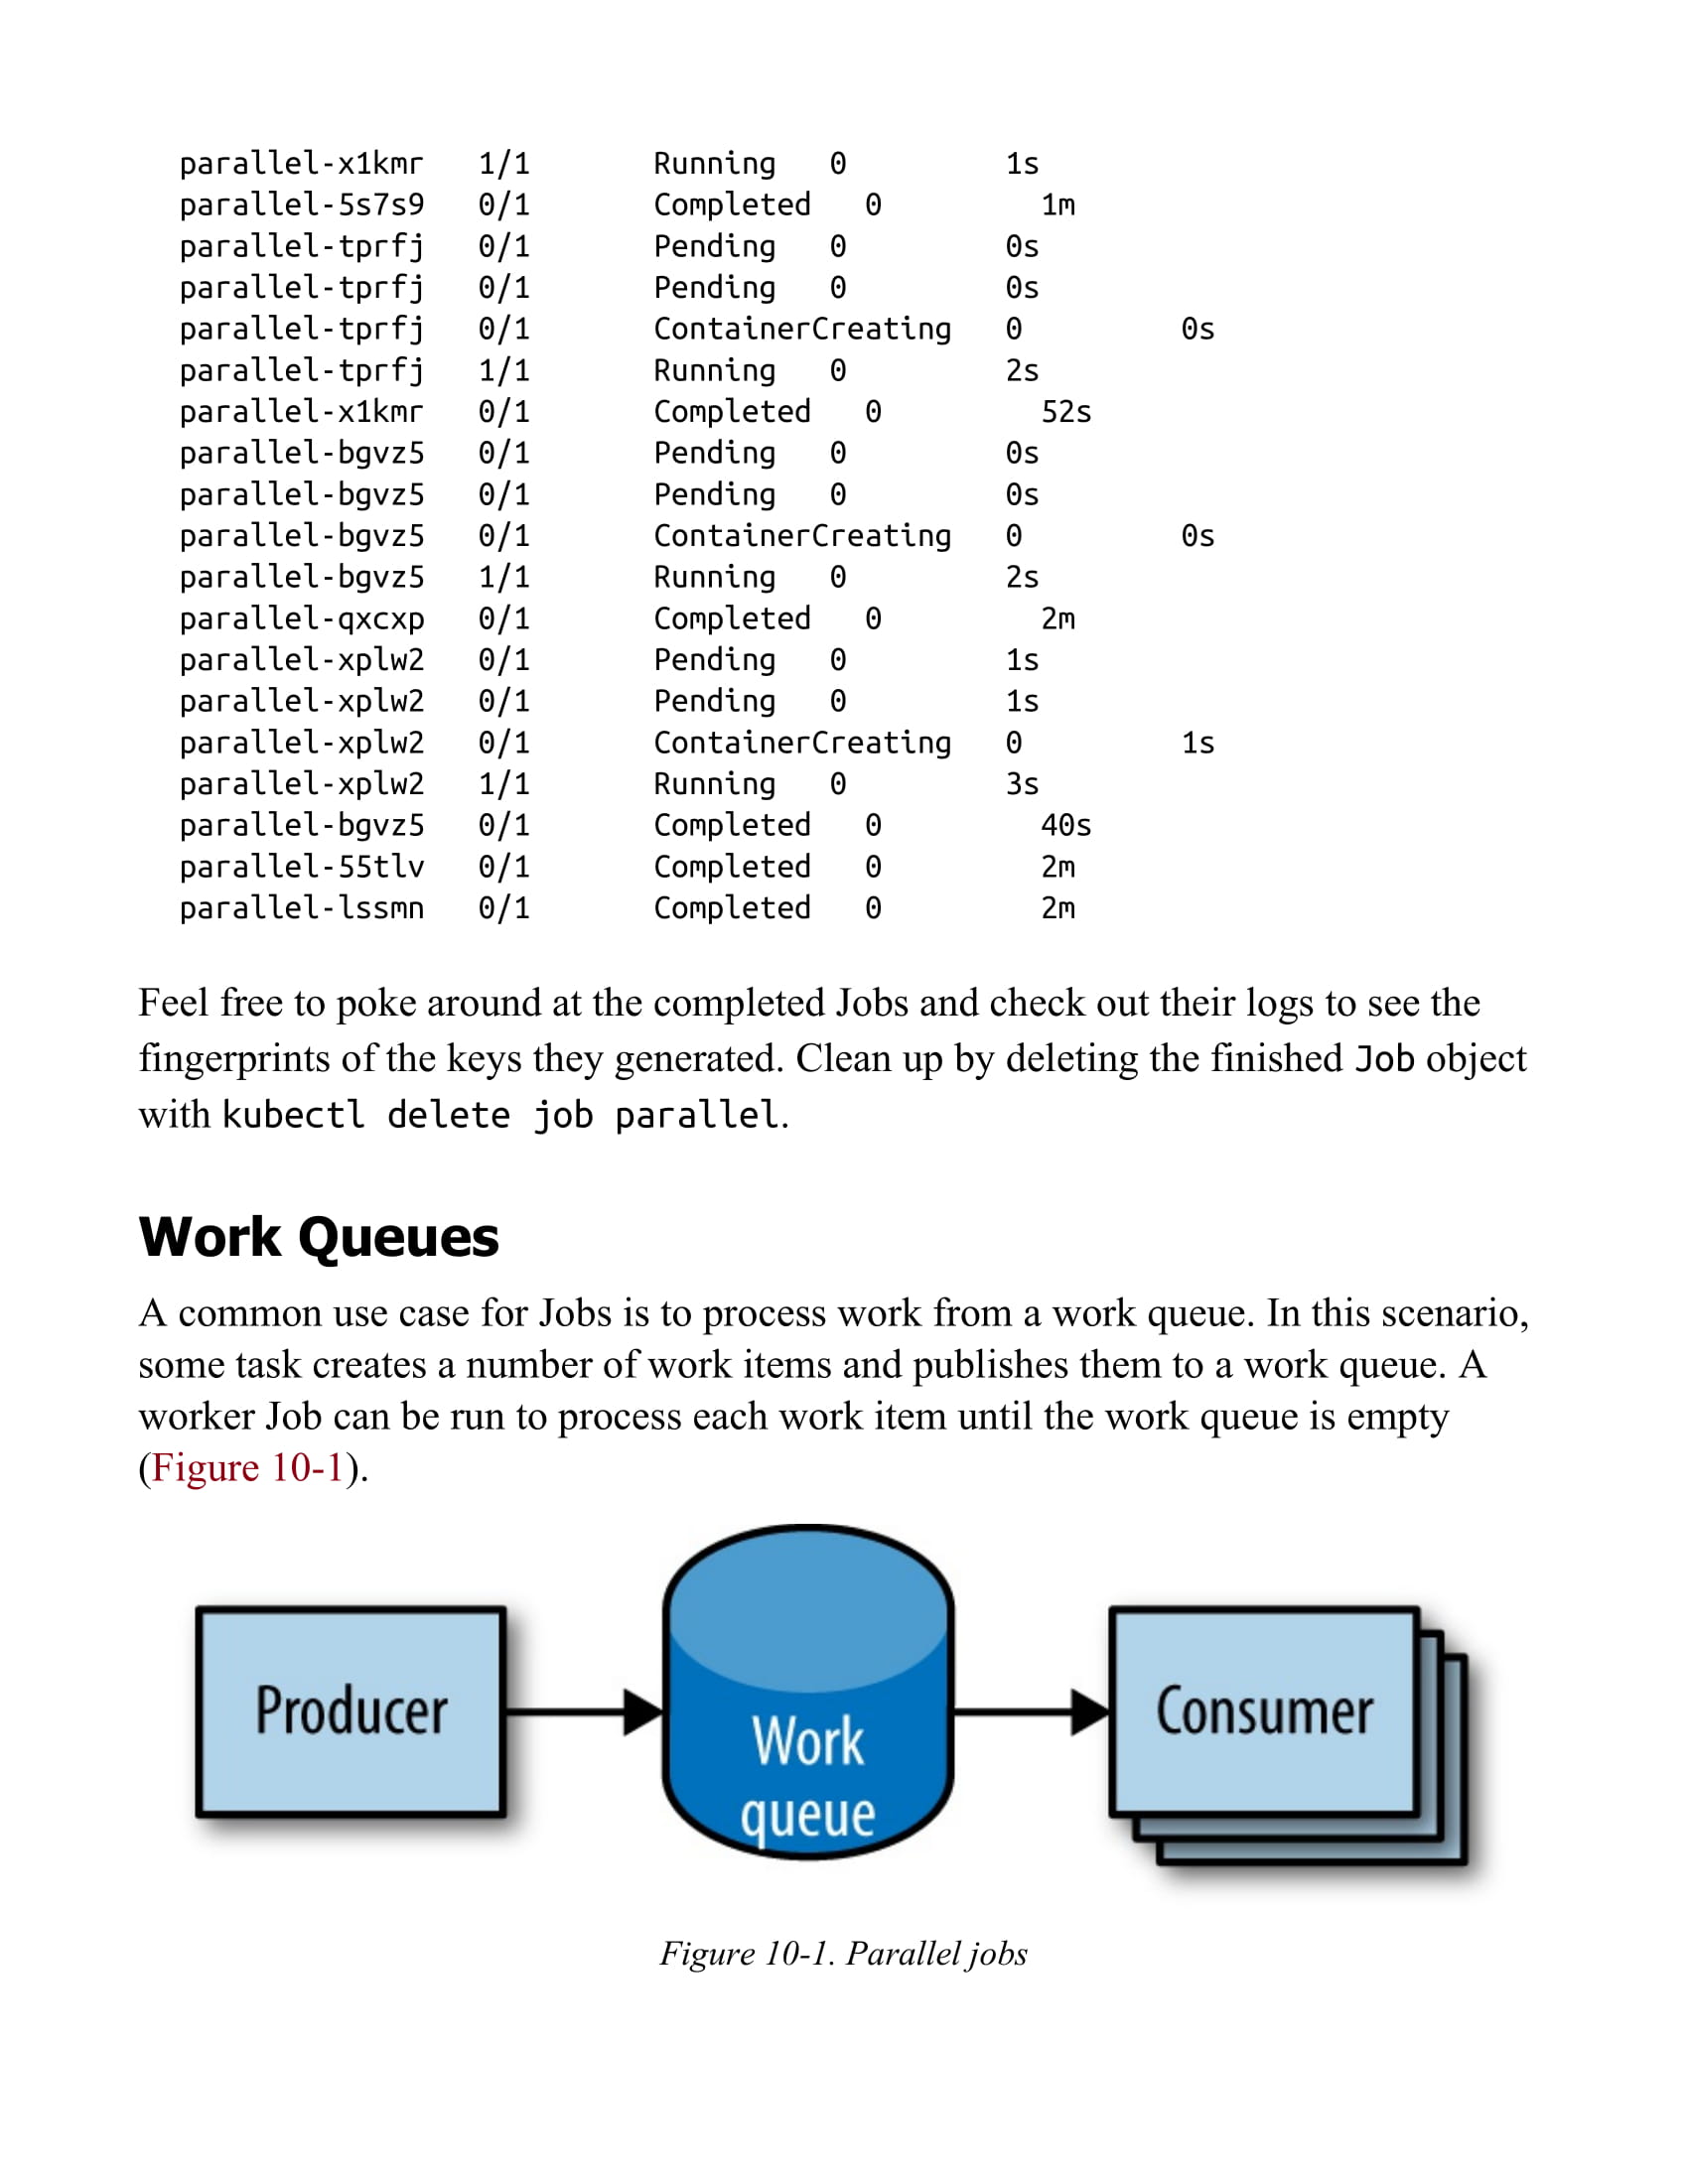 parallel-x1kmr   1/1       Running   0         1s
parallel-5s7s9   0/1       Completed   0         1m
parallel-tprfj   0/1       Pending   0         0s
parallel-tprfj   0/1       Pending   0         0s
parallel-tprfj   0/1       ContainerCreating   0         0s
parallel-tprfj   1/1       Running   0         2s
parallel-x1kmr   0/1       Completed   0         52s
parallel-bgvz5   0/1       Pending   0         0s
parallel-bgvz5   0/1       Pending   0         0s
parallel-bgvz5   0/1       ContainerCreating   0         0s
parallel-bgvz5   1/1       Running   0         2s
parallel-qxcxp   0/1       Completed   0         2m
parallel-xplw2   0/1       Pending   0         1s
parallel-xplw2   0/1       Pending   0         1s
parallel-xplw2   0/1       ContainerCreating   0         1s
parallel-xplw2   1/1       Running   0         3s
parallel-bgvz5   0/1       Completed   0         40s
parallel-55tlv   0/1       Completed   0         2m
parallel-lssmn   0/1       Completed   0         2m
Feel free to poke around at the completed Jobs and check out their logs to see the
fingerprints of the keys they generated. Clean up by deleting the finished Job object
with kubectl delete job parallel.
Work Queues
A common use case for Jobs is to process work from a work queue. In this scenario,
some task creates a number of work items and publishes them to a work queue. A
worker Job can be run to process each work item until the work queue is empty
(Figure 10-1).
Producer
Work
queue
Consumer
Figure 10-1. Parallel jobs